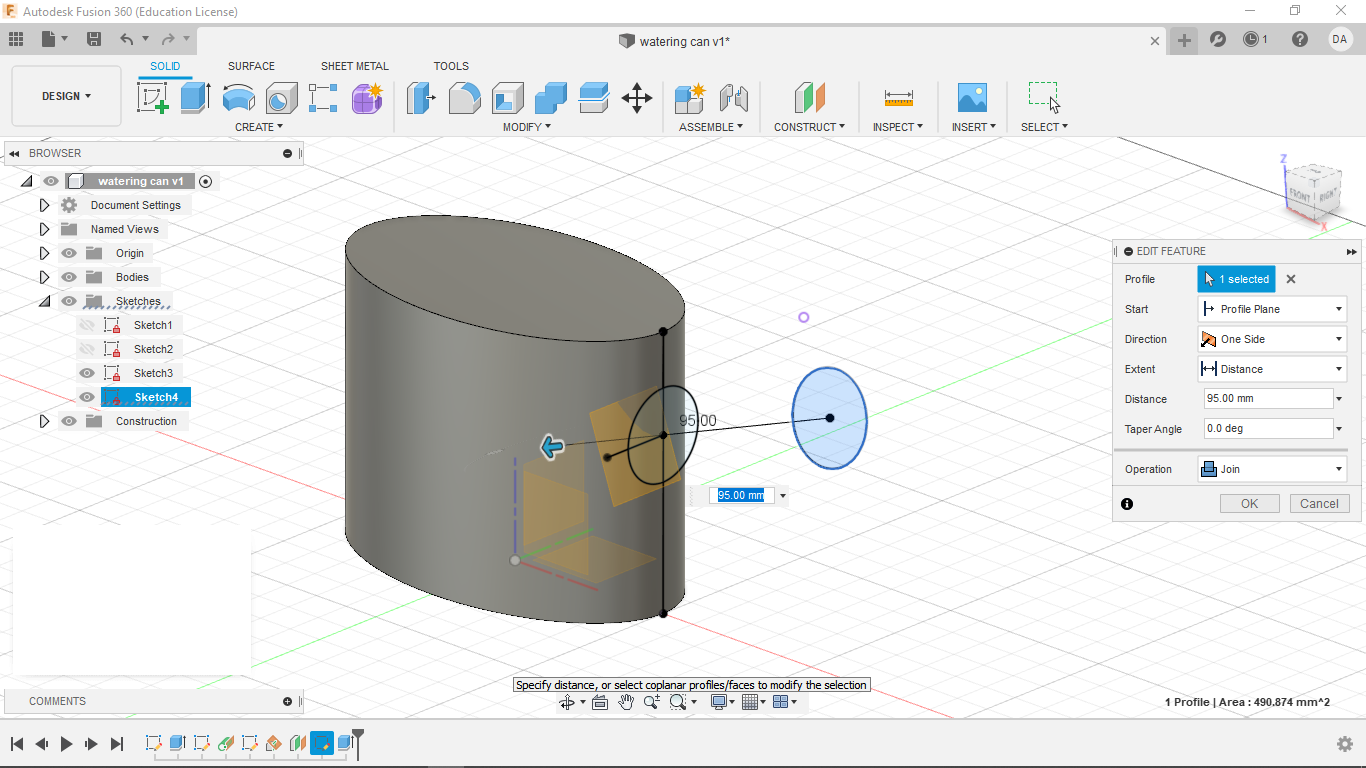 Autodesk Fusion 360 (Education License)
watering can v1*
1
DA
SOLID SURFACE SHEET METAL TOOLS
DESIGN
CREATE MODIFY ASSEMBLE CONSTRUCT INSPECT INSERT SELECT
BROWSER
watering can v1
Document Settings
Named Views
Origin
Bodies
Sketches
Sketch1
Sketch2
Sketch3
Sketch4
Construction
Z
FRONT RIGHT
X
95.00
95.00 mm
EDIT FEATURE
Profile 1 selected
Start Profile Plane
Direction One Side
Extent Distance
Distance 95.00 mm
Taper Angle 0.0 deg
Operation Join
OK Cancel
Specify distance, or select coplanar profiles/faces to modify the selection
COMMENTS
1 Profile | Area : 490.874 mm^2